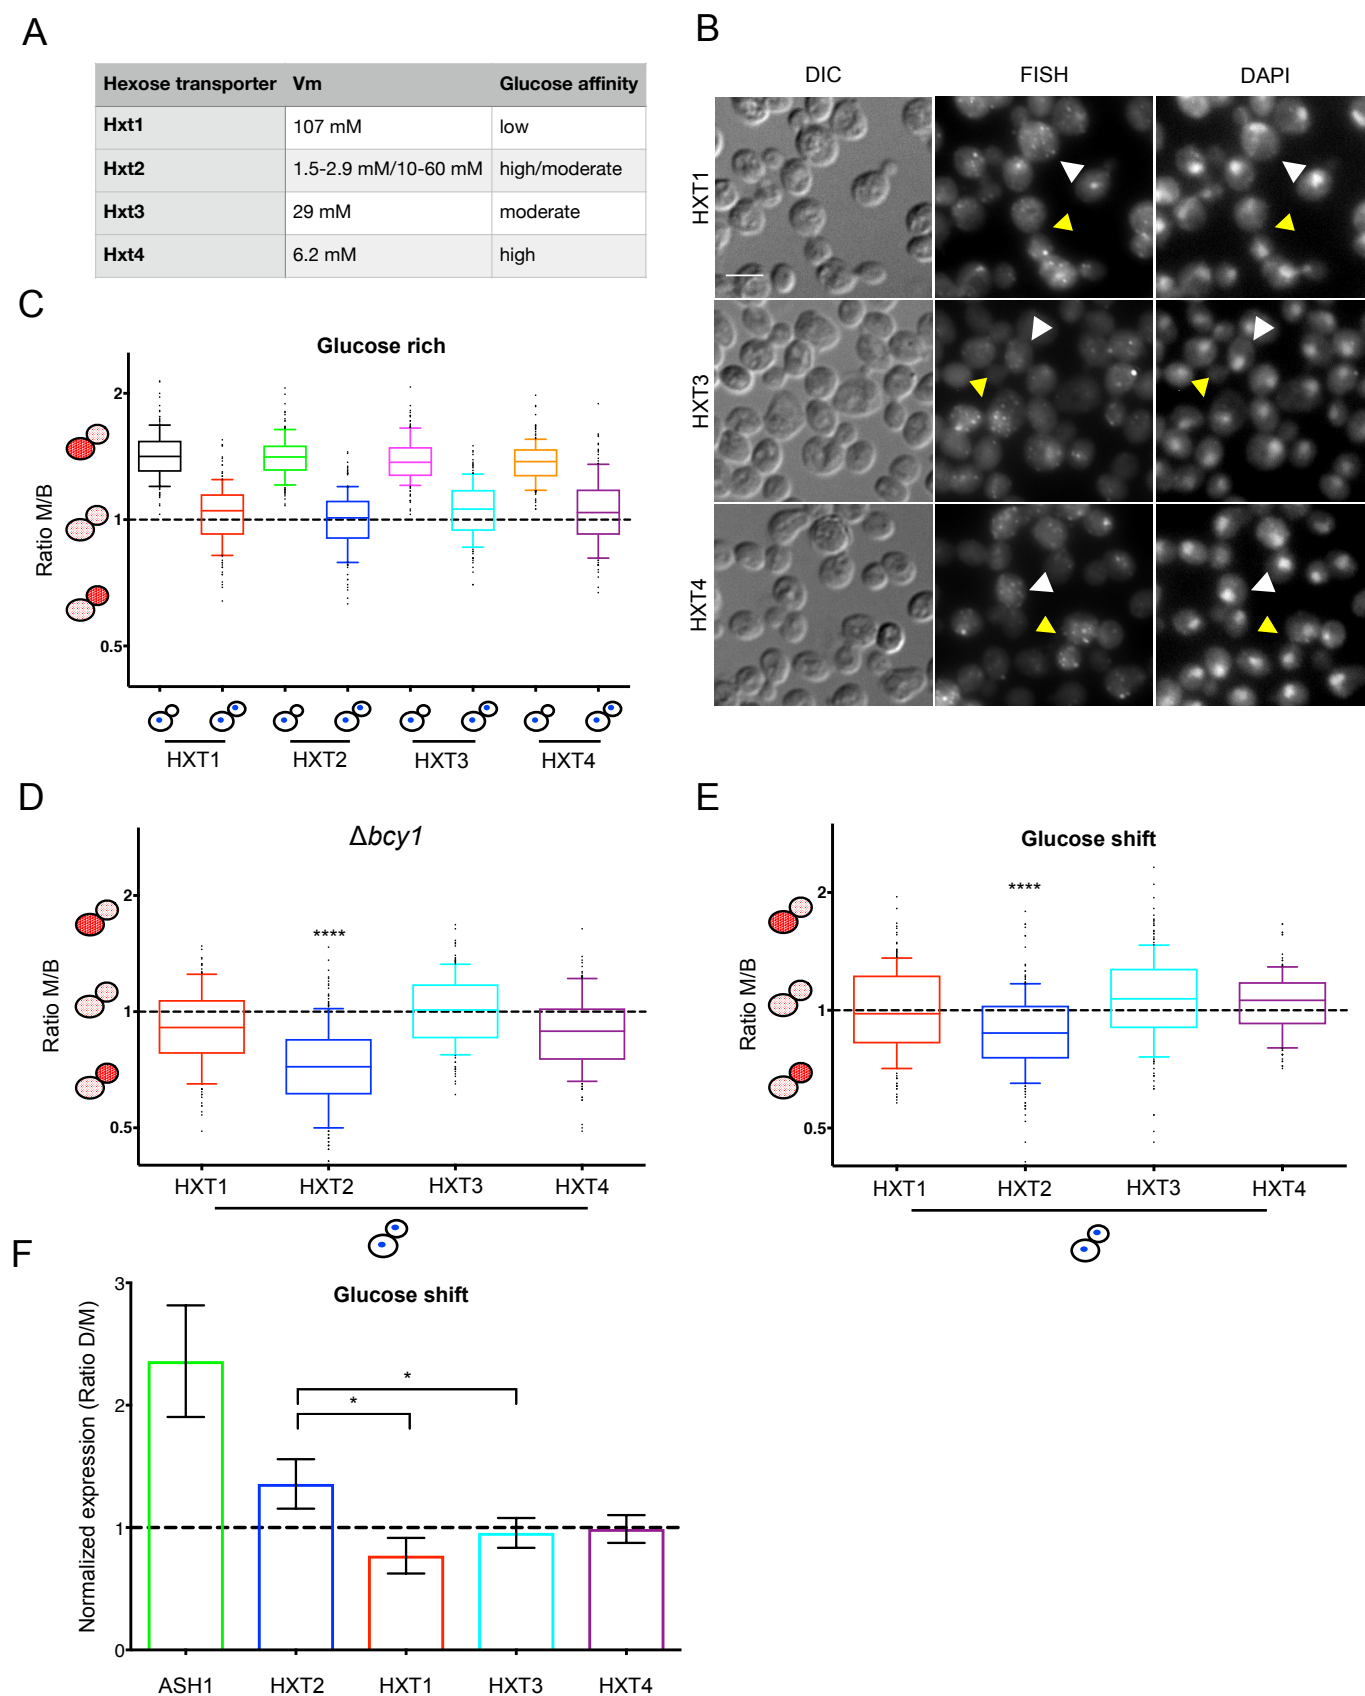 A
Hexose transporter Vm Glucose affinity
Hxt1 107 mM low
Hxt2 1.5-2.9 mM/10-60 mM high/moderate
Hxt3 29 mM moderate
Hxt4 6.2 mM high
B
DIC FISH DAPI
HXT1
HXT3
HXT4
C
Glucose rich
Ratio M/B
2
1
0.5
HXT1 HXT2 HXT3 HXT4
D
Δbcy1
Ratio M/B
2
1
0.5
****
HXT1 HXT2 HXT3 HXT4
E
Glucose shift
Ratio M/B
2
1
0.5
****
HXT1 HXT2 HXT3 HXT4
F
Glucose shift
Normalized expression (Ratio D/M)
3
2
1
0
*
*
ASH1 HXT2 HXT1 HXT3 HXT4